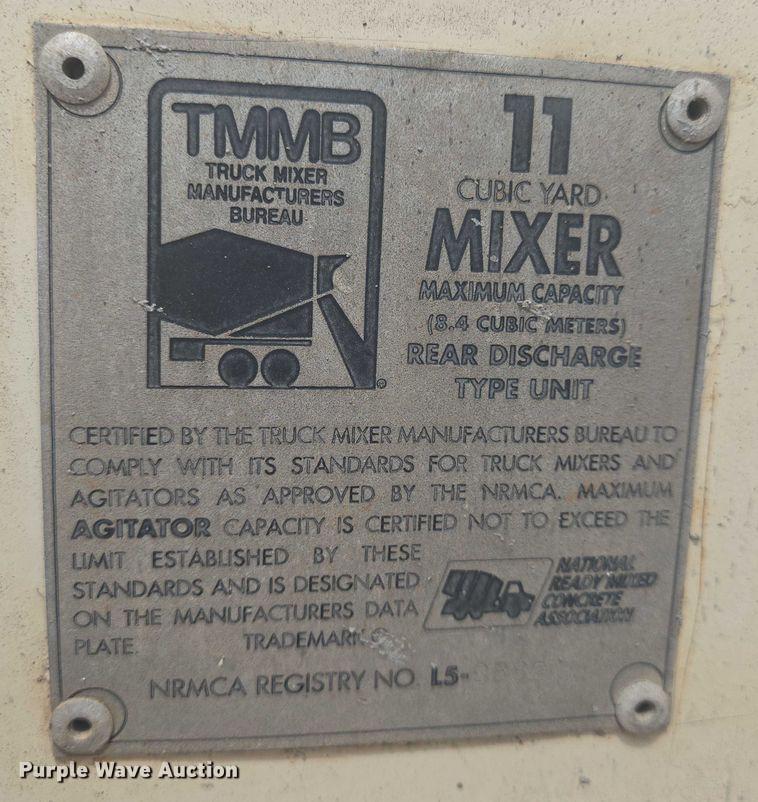 TMMB
TRUCK MIXER
MANUFACTURERS
BUREAU
®
11
CUBIC YARD
MIXER
MAXIMUM CAPACITY
(8.4 CUBIC METERS)
REAR DISCHARGE
TYPE UNIT
CERTIFIED BY THE TRUCK MIXER MANUFACTURERS BUREAU TO
COMPLY WITH ITS STANDARDS FOR TRUCK MIXERS AND
AGITATORS AS APPROVED BY THE NRMCA. MAXIMUM
AGITATOR CAPACITY IS CERTIFIED NOT TO EXCEED THE
LIMIT ESTABLISHED BY THESE
STANDARDS AND IS DESIGNATED
ON THE MANUFACTURERS DATA
PLATE. TRADEMARK
NATIONAL
READY MIXED
CONCRETE
ASSOCIATION
NRMCA REGISTRY NO. L5-
Purple Wave Auction